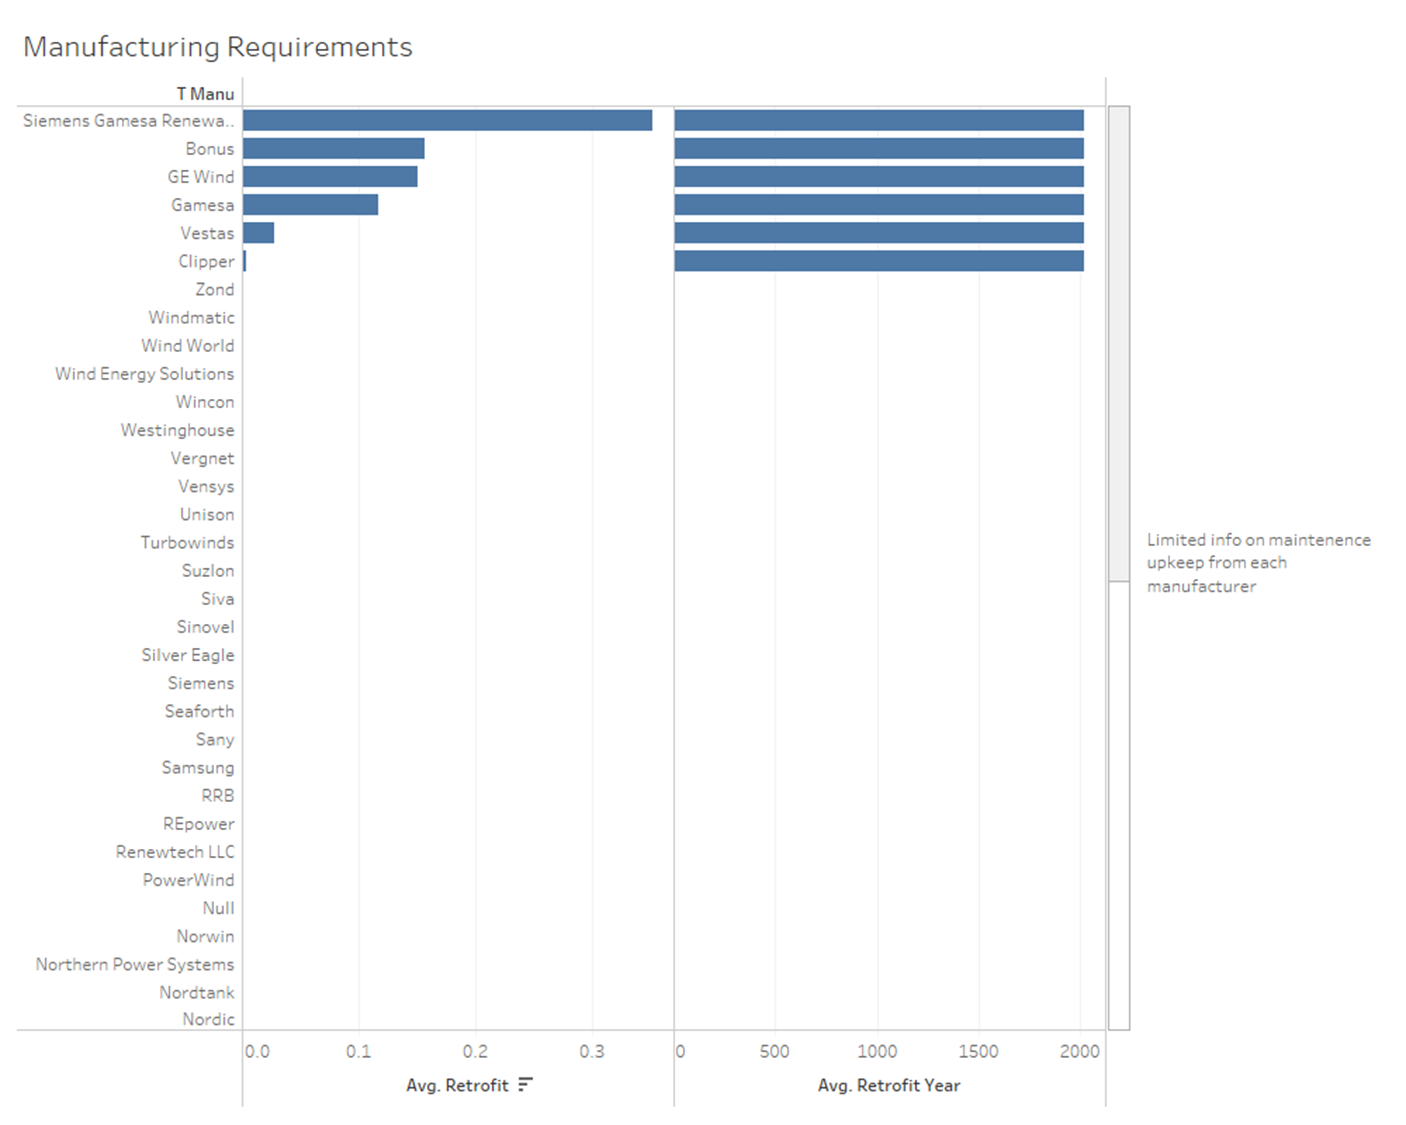 Manufacturing Requirements
T Manu
Siemens Gamesa Renewa..
Bonus
GE Wind
Gamesa
Vestas
Clipper
Zond
Windmatic
Wind World
Wind Energy Solutions
Wincon
Westinghouse
Vergnet
Vensys
Unison
Turbowinds
Suzlon
Siva
Sinovel
Silver Eagle
Siemens
Seaforth
Sany
Samsung
RRB
REpower
Renewtech LLC
PowerWind
Null
Norwin
Northern Power Systems
Nordtank
Nordic
0.0 0.1 0.2 0.3
Avg. Retrofit
0 500 1000 1500 2000
Avg. Retrofit Year
Limited info on maintenence
upkeep from each
manufacturer